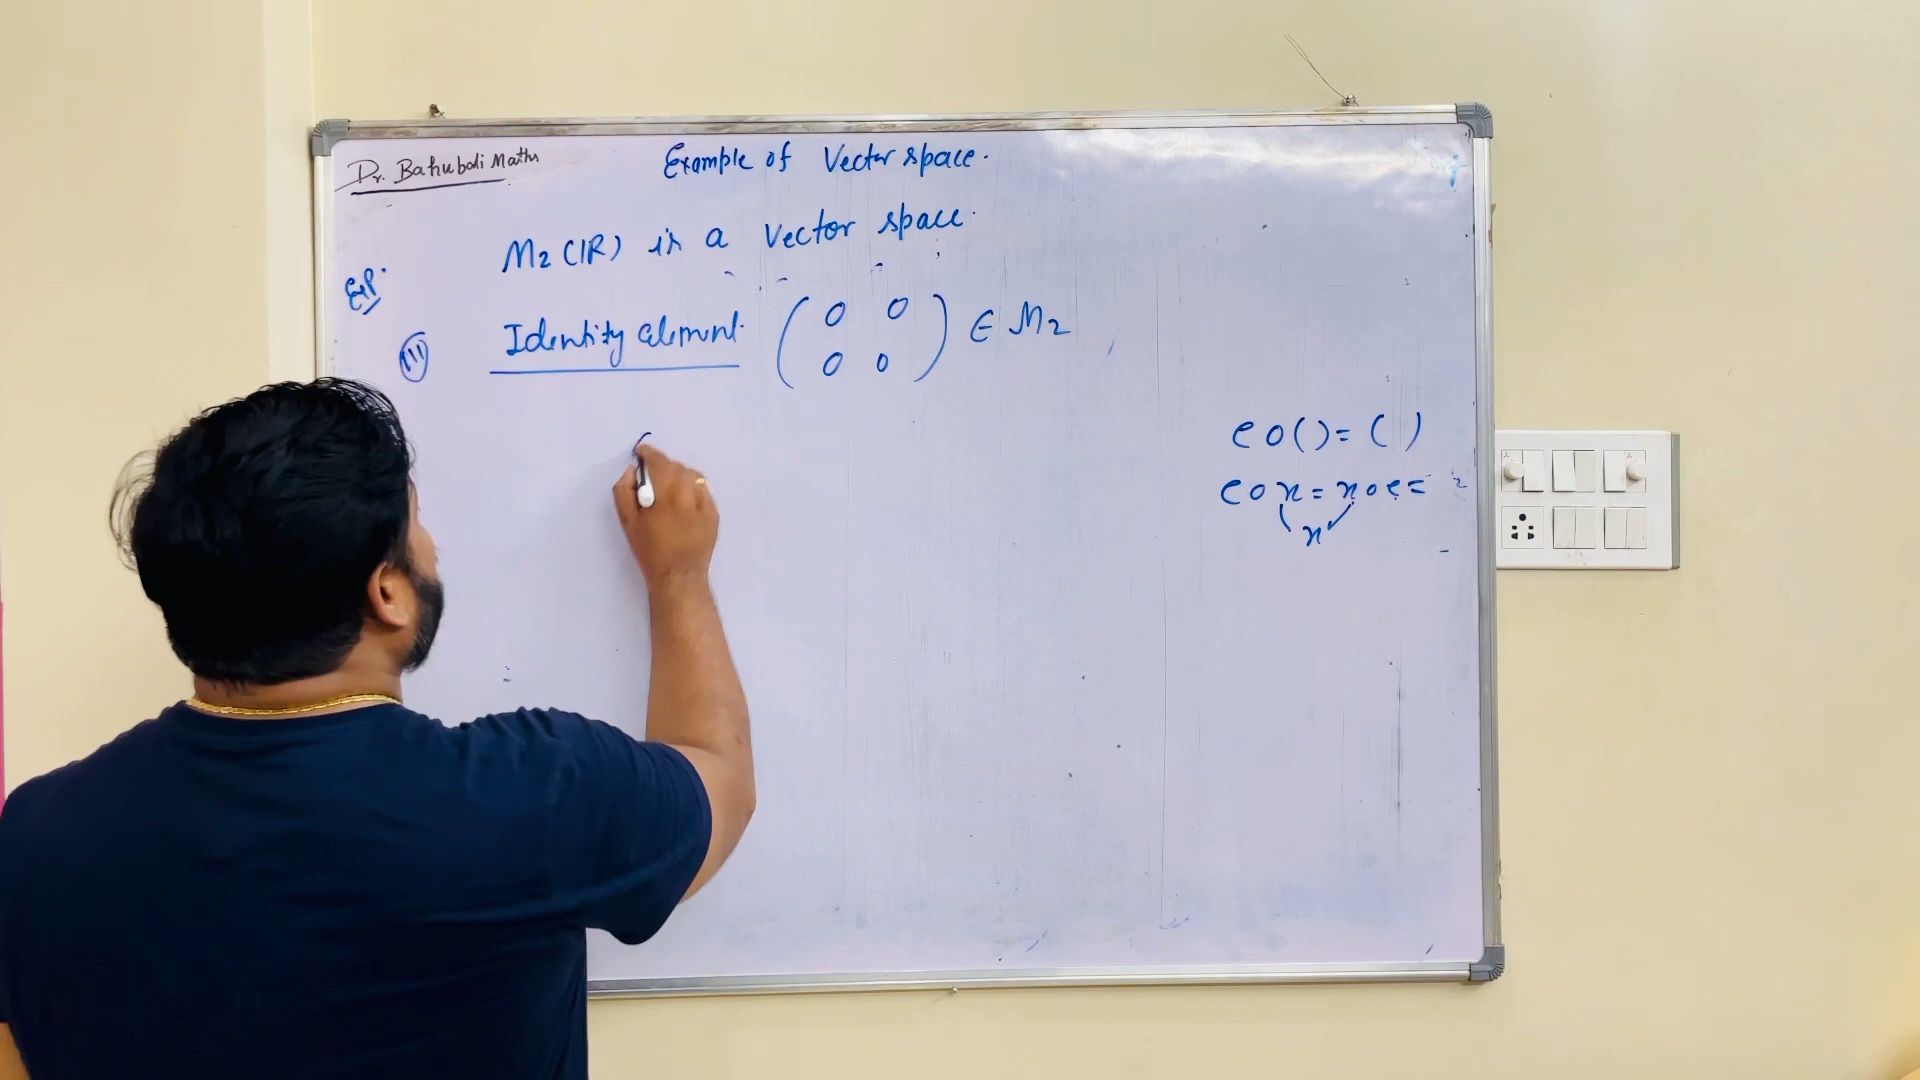 Dr. Bahubali Maths
Example of Vector space.
M2 (IR) is a Vector space.
Exp.
(III) Identity element. ( 0 0
0 0 ) ∈ M2
e o ( ) = ( )
e o x = x o e =
x